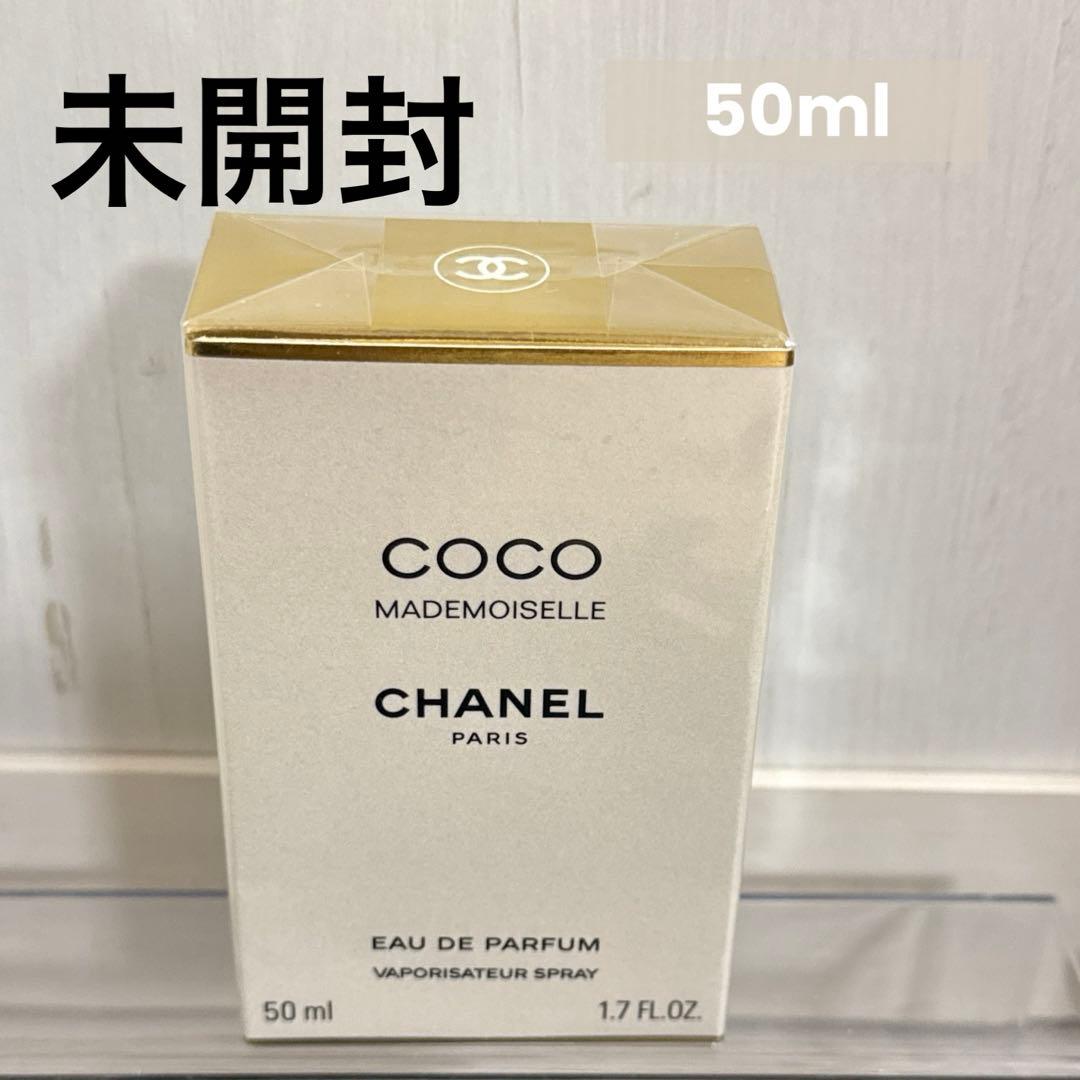 未開封
50ml
COCO
MADEMOISELLE
CHANEL
PARIS
EAU DE PARFUM
VAPORISATEUR SPRAY
50 ml
1.7 FL.OZ.